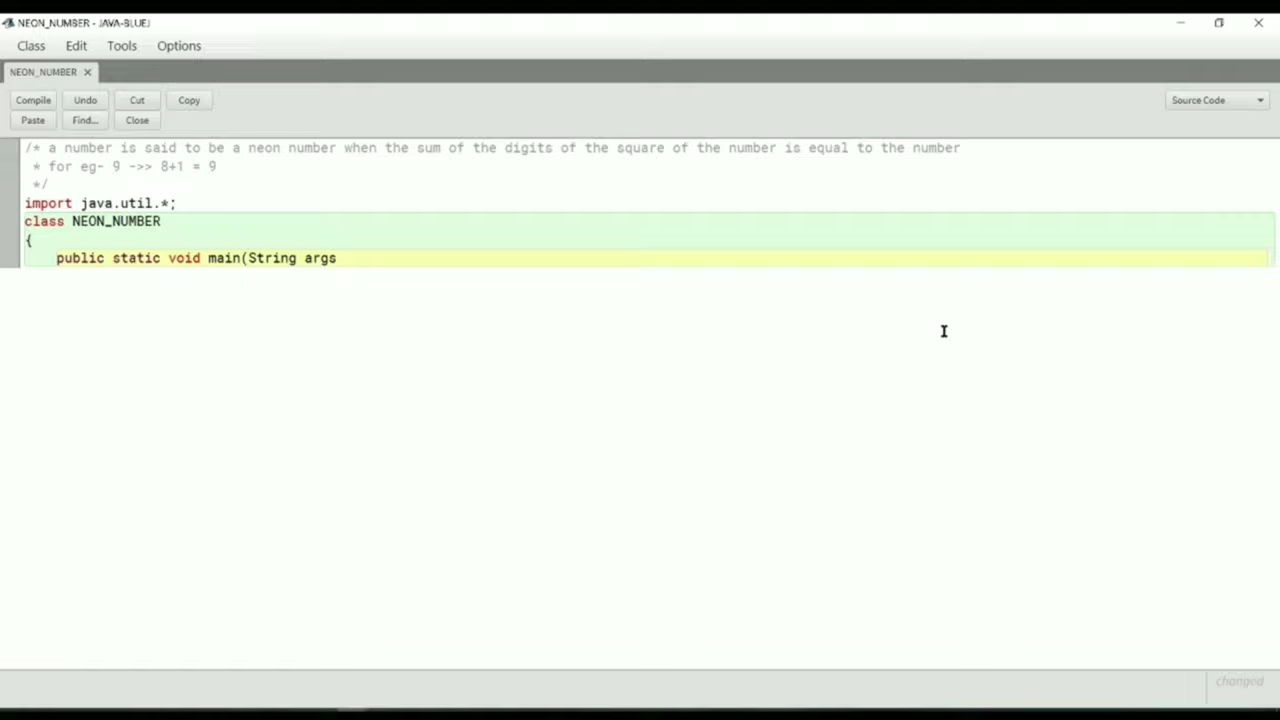 NEON_NUMBER - JAVA-BLUEJ
Class Edit Tools Options
NEON_NUMBER
Compile Undo Cut Copy
Source Code
Paste Find... Close
/* a number is said to be a neon number when the sum of the digits of the square of the number is equal to the number
* for eg- 9 ->> 8+1 = 9
*/
import java.util.*;
class NEON_NUMBER
{
public static void main(String args
changed